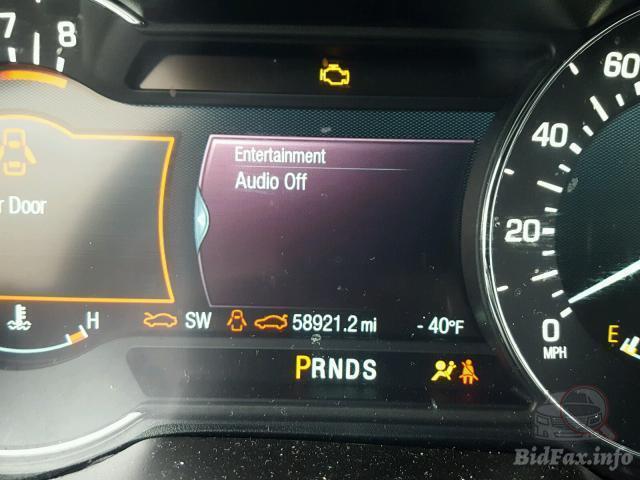 7 8
60
40
20
0
MPH
Entertainment
Audio Off
r Door
H
SW
58921.2 mi
- 40°F
E
PRNDS
BidFax.info